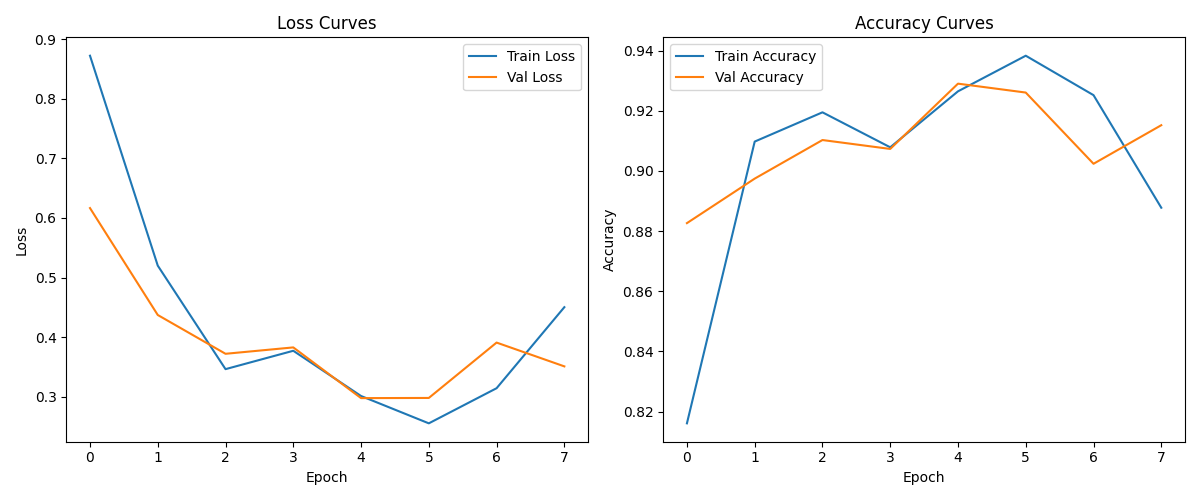 Loss Curves
0.9
0.8
0.7
0.6
0.5
0.4
0.3
Loss
0 1 2 3 4 5 6 7
Epoch
Train Loss
Val Loss
Accuracy Curves
0.94
0.92
0.90
0.88
0.86
0.84
0.82
Accuracy
0 1 2 3 4 5 6 7
Epoch
Train Accuracy
Val Accuracy